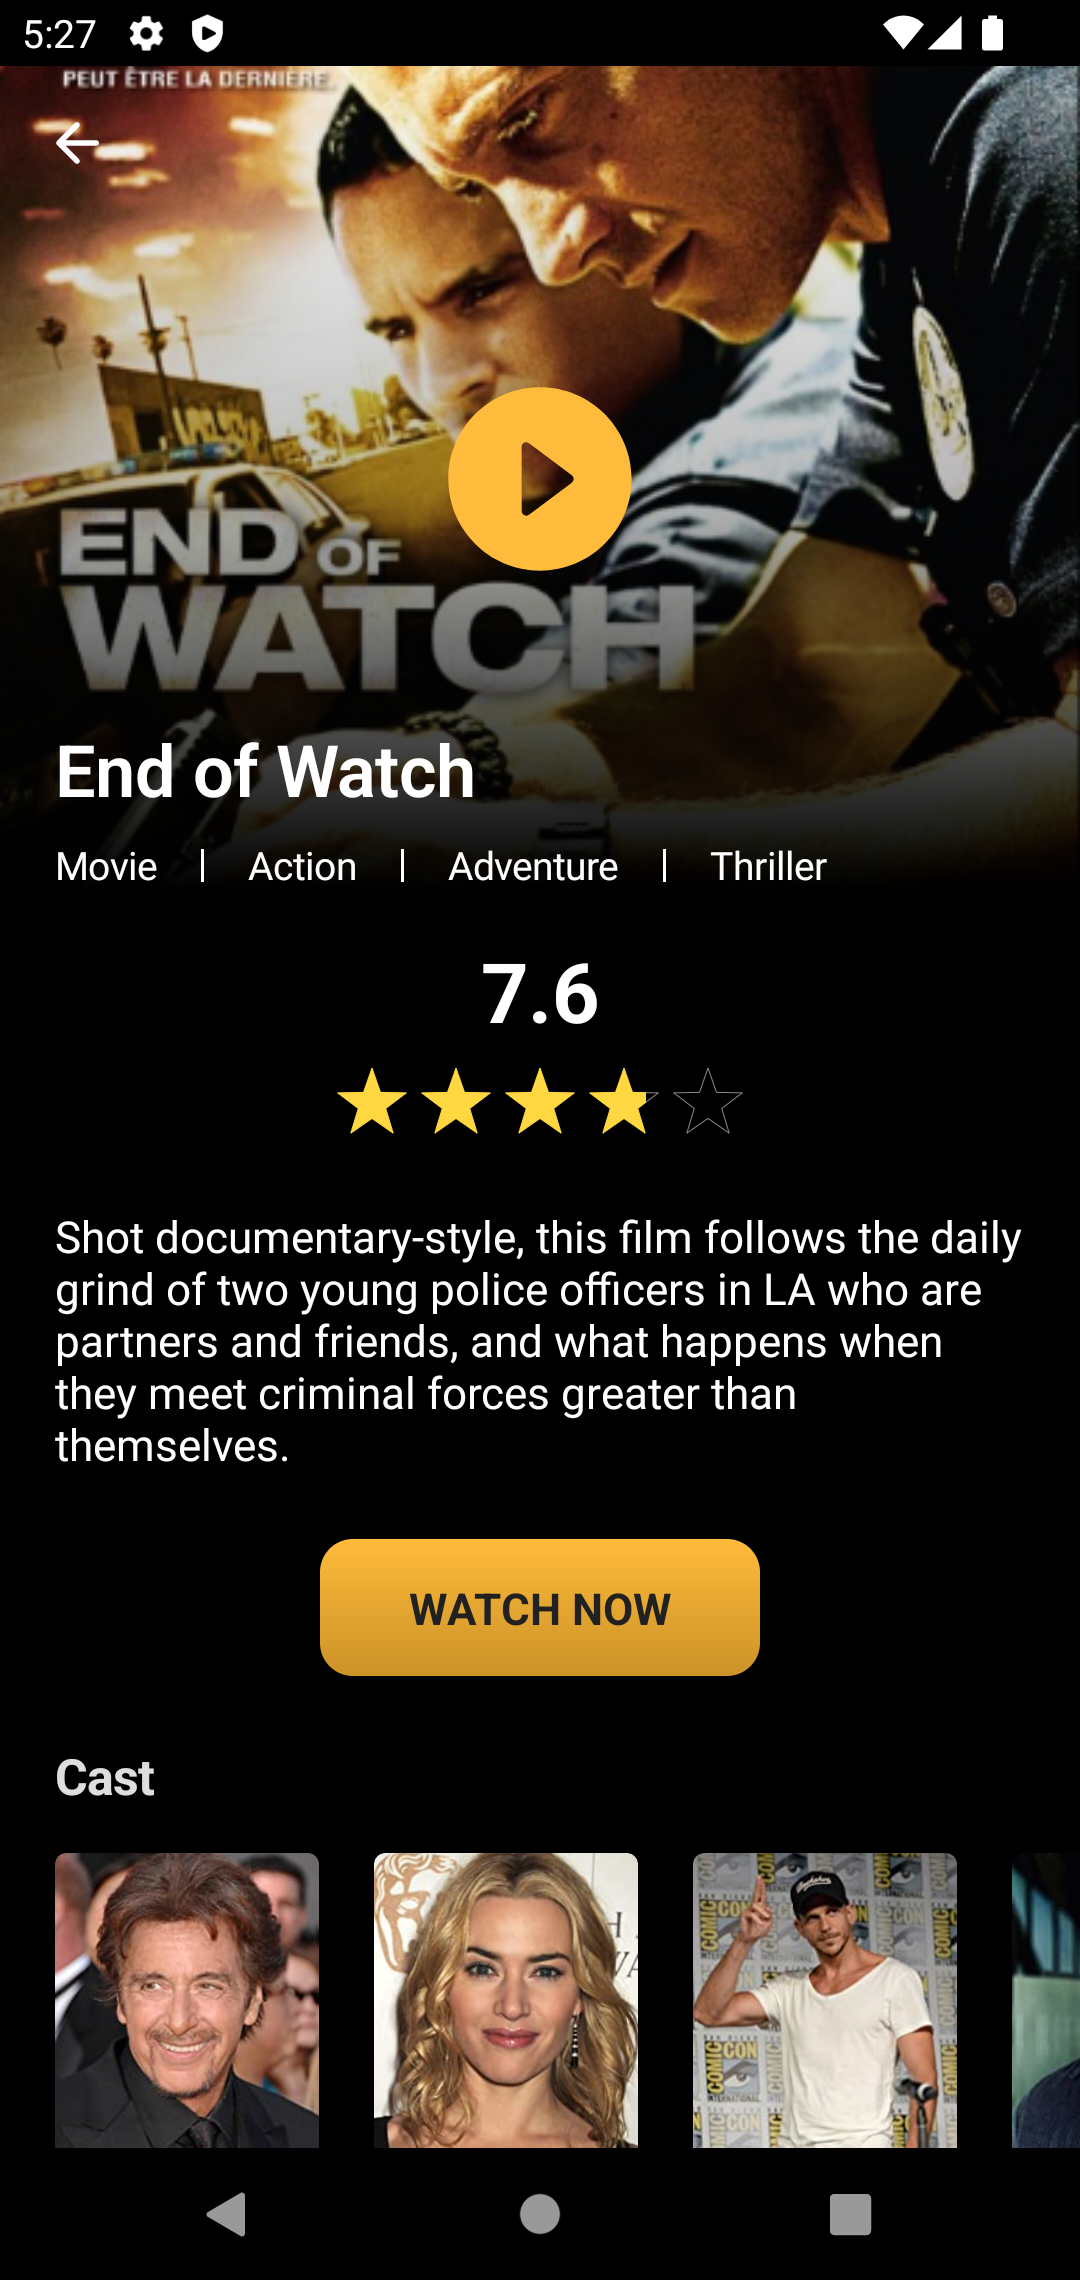 5:27
PEUT ÊTRE LA DERNIÈRE.
END OF
WATCH
End of Watch
Movie | Action | Adventure | Thriller
7.6
Shot documentary-style, this film follows the daily
grind of two young police officers in LA who are
partners and friends, and what happens when
they meet criminal forces greater than
themselves.
WATCH NOW
Cast